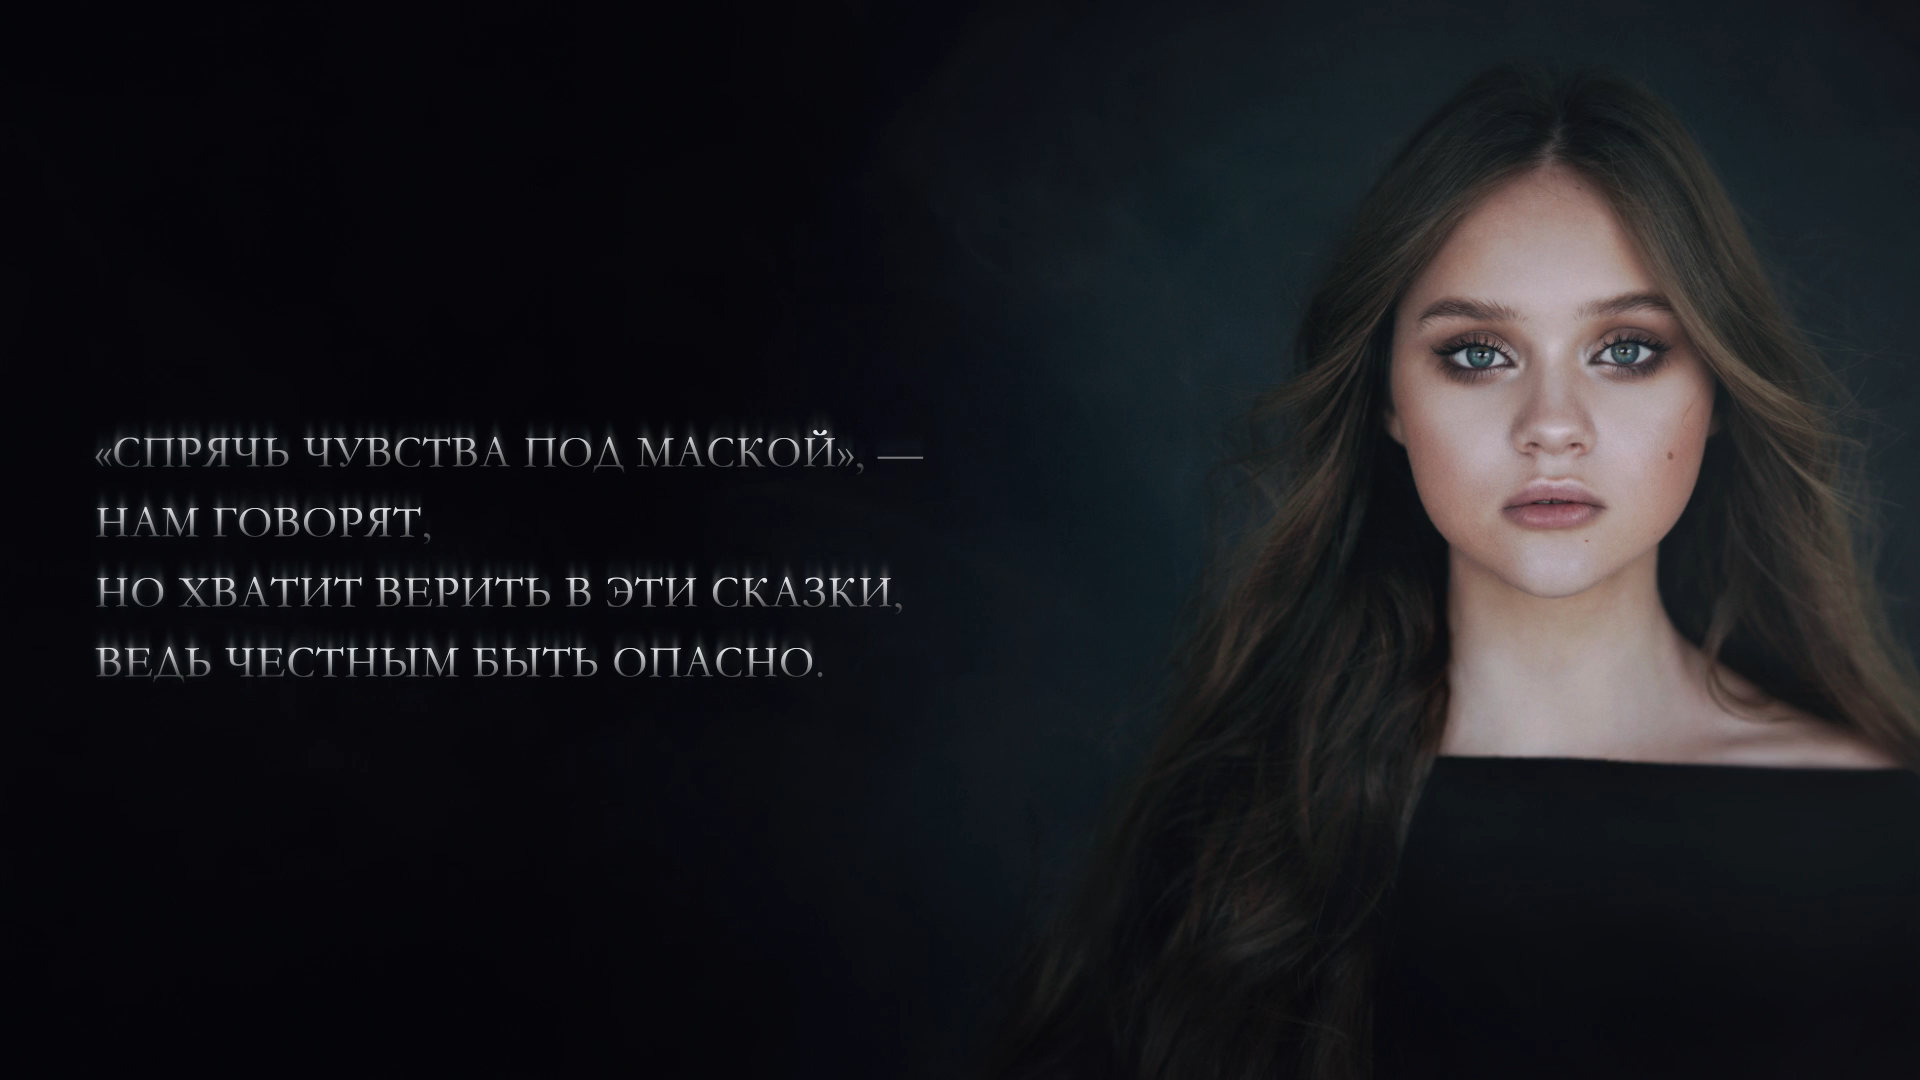 «СПРЯЧЬ ЧУВСТВА ПОД МАСКОЙ», —
НАМ ГОВОРЯТ,
НО ХВАТИТ ВЕРИТЬ В ЭТИ СКАЗКИ,
ВЕДЬ ЧЕСТНЫМ БЫТЬ ОПАСНО.